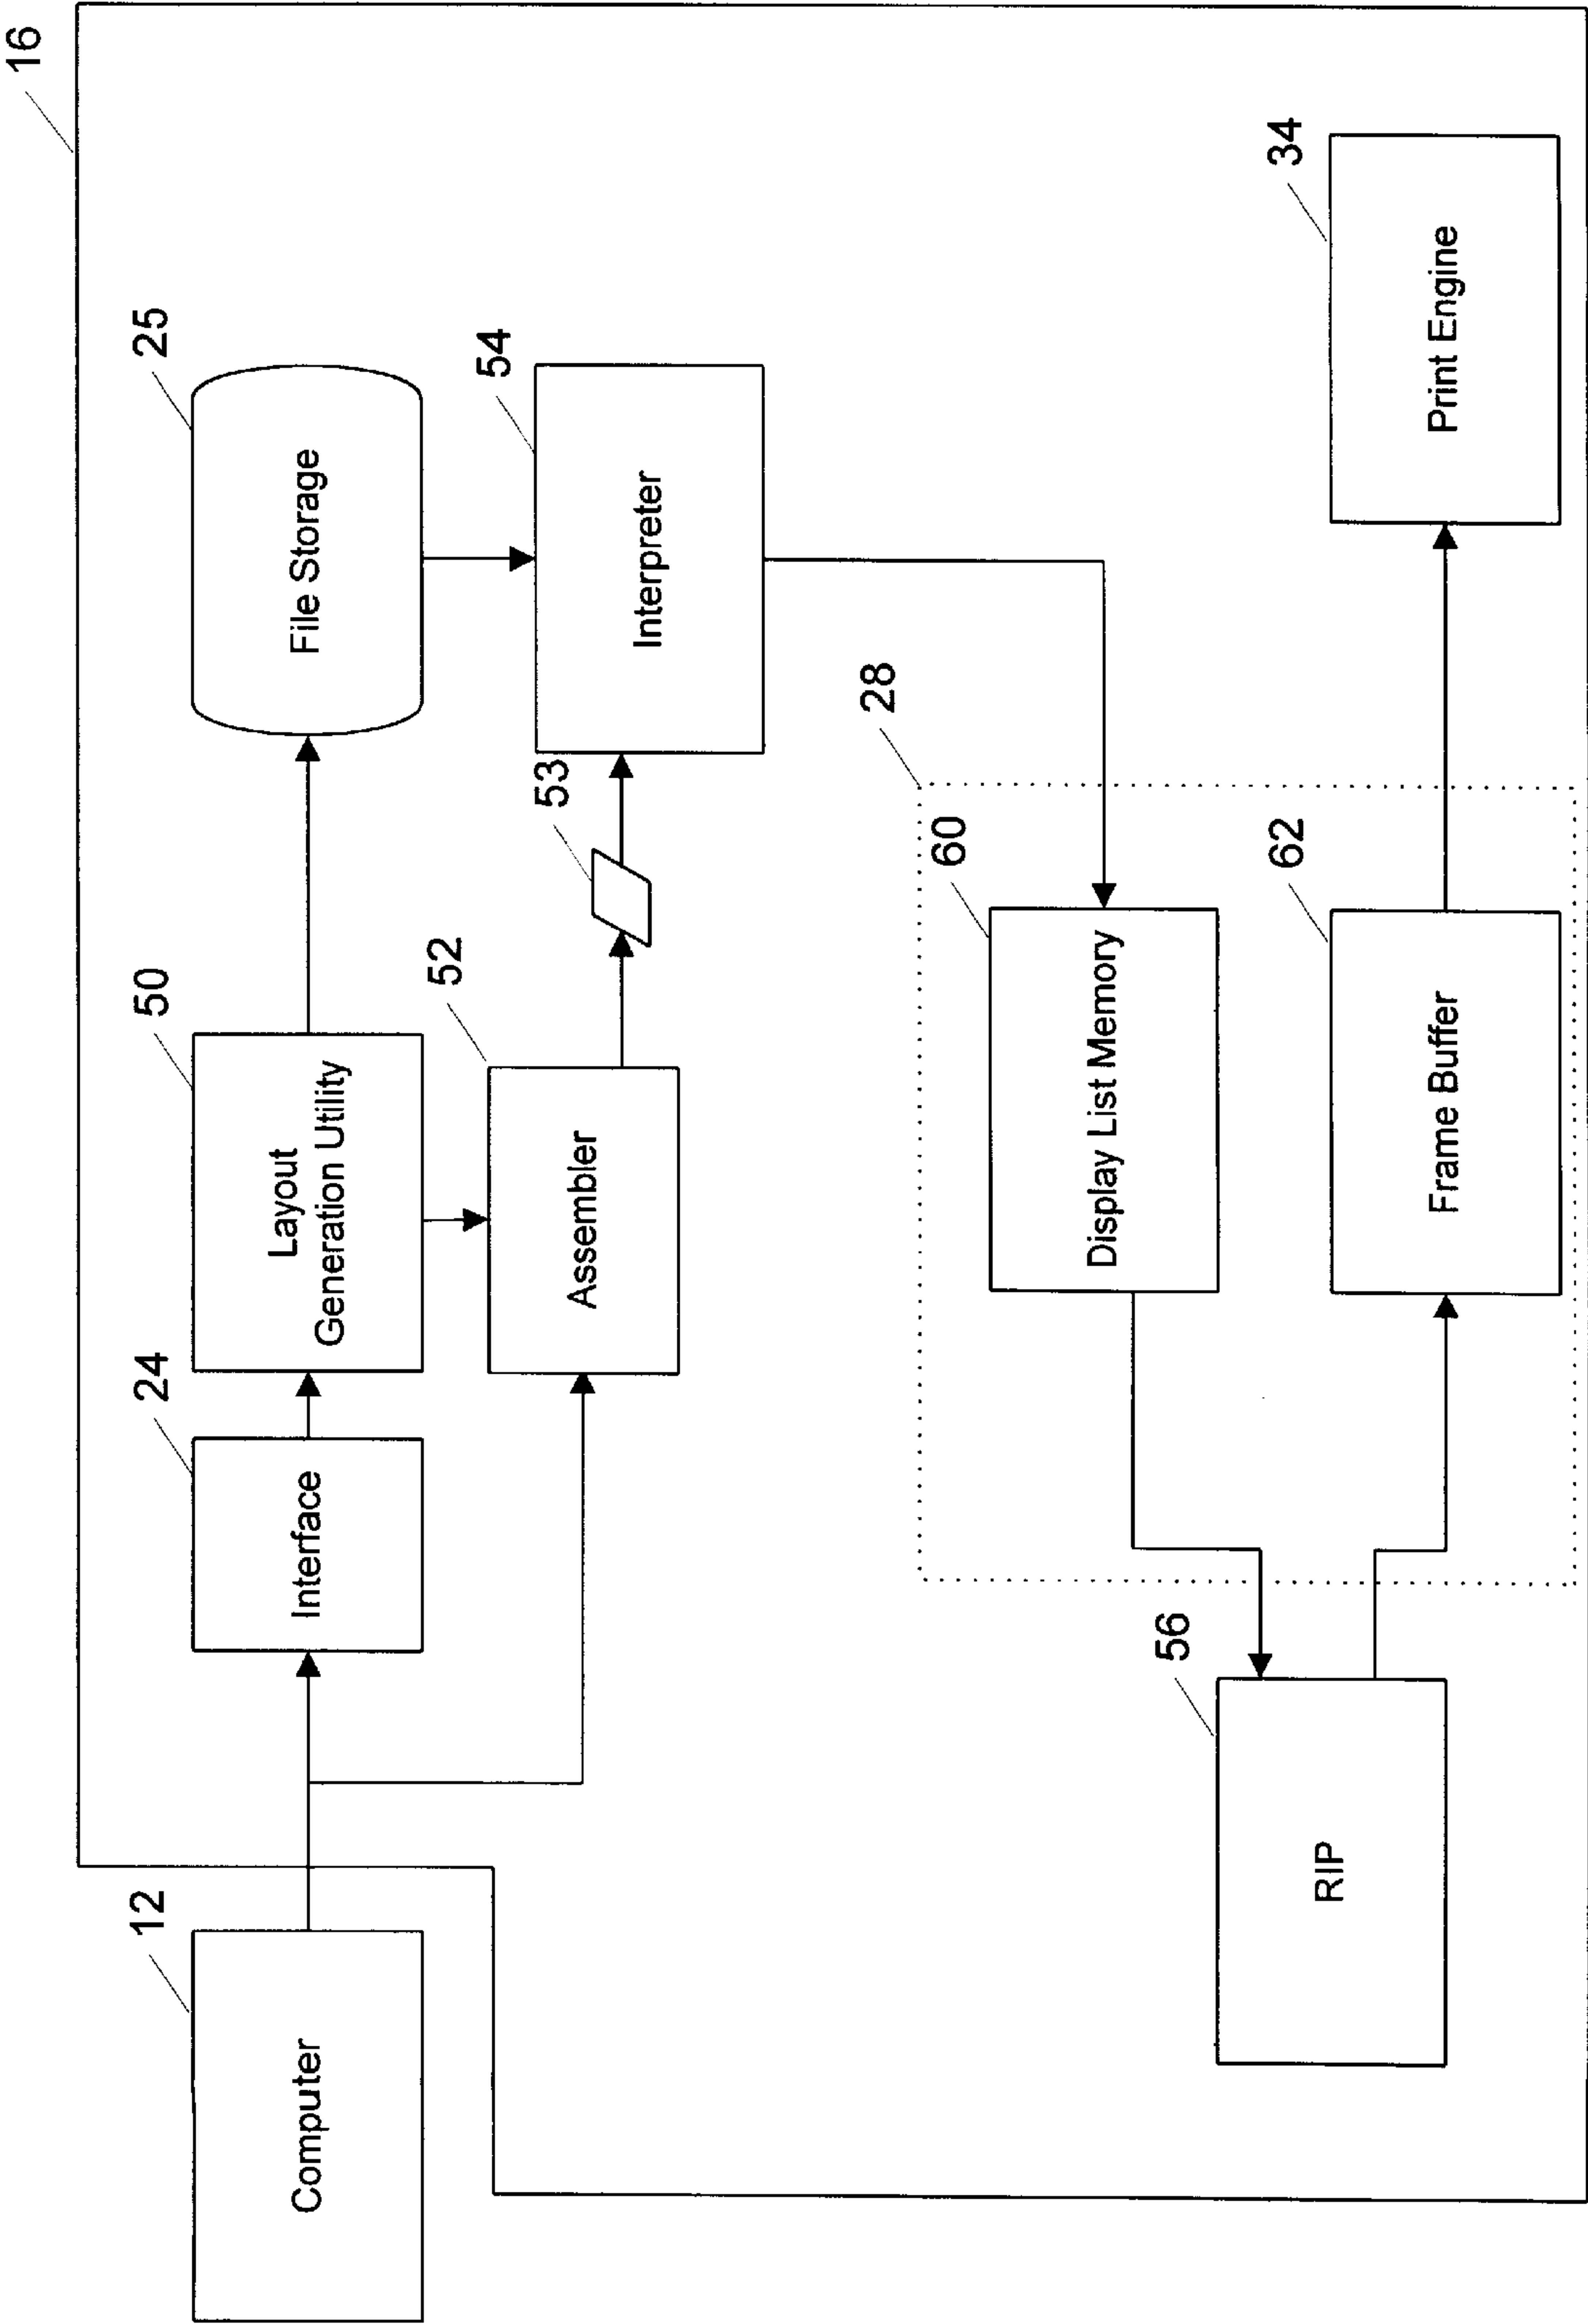 16
12
Computer
24
Interface
50
Layout
Generation Utility
25
File Storage
52
Assembler
53
54
Interpreter
28
60
Display List Memory
56
RIP
62
Frame Buffer
34
Print Engine